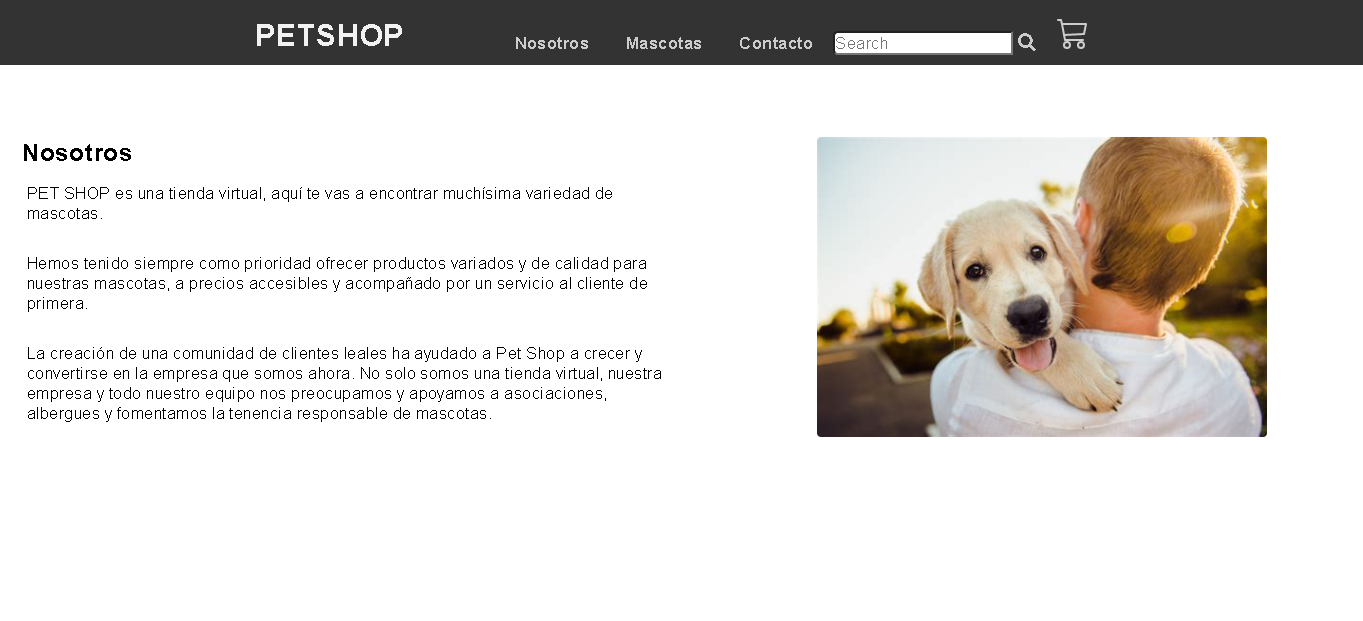 PETSHOP
Nosotros
Mascotas
Contacto
Search
Nosotros
PET SHOP es una tienda virtual, aquí te vas a encontrar muchísima variedad de
mascotas.
Hemos tenido siempre como prioridad ofrecer productos variados y de calidad para
nuestras mascotas, a precios accesibles y acompañado por un servicio al cliente de
primera.
La creación de una comunidad de clientes leales ha ayudado a Pet Shop a crecer y
convertirse en la empresa que somos ahora. No solo somos una tienda virtual, nuestra
empresa y todo nuestro equipo nos preocupamos y apoyamos a asociaciones,
albergues y fomentamos la tenencia responsable de mascotas.